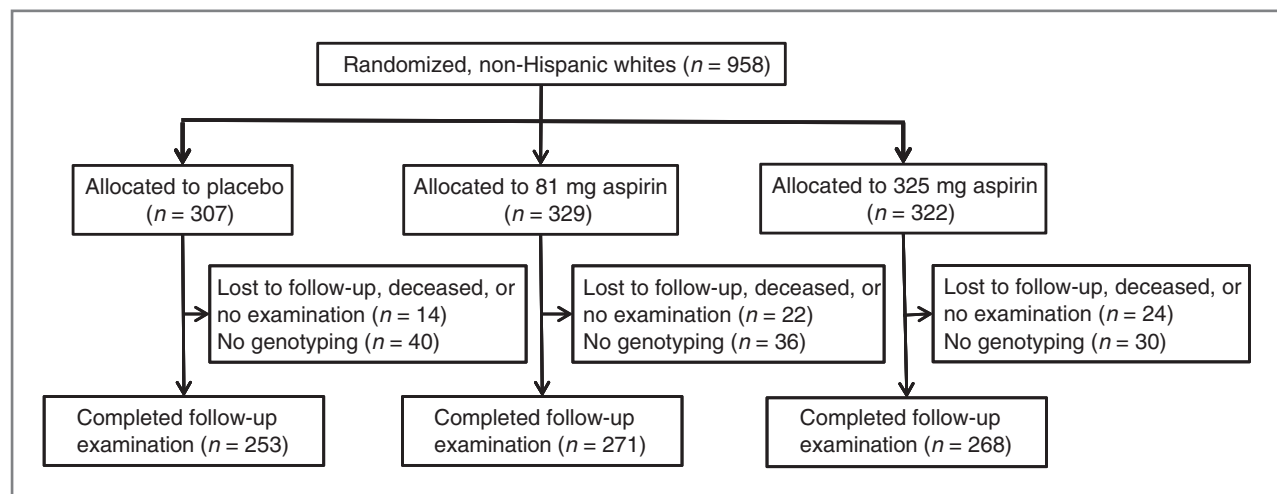 Randomized, non-Hispanic whites (n = 958)
Allocated to placebo
(n = 307)
Allocated to 81 mg aspirin
(n = 329)
Allocated to 325 mg aspirin
(n = 322)
Lost to follow-up, deceased, or
no examination (n = 14)
No genotyping (n = 40)
Lost to follow-up, deceased, or
no examination (n = 22)
No genotyping (n = 36)
Lost to follow-up, deceased, or
no examination (n = 24)
No genotyping (n = 30)
Completed follow-up
examination (n = 253)
Completed follow-up
examination (n = 271)
Completed follow-up
examination (n = 268)